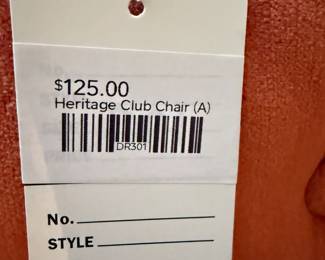 $125.00
Heritage Club Chair (A)
DR301
No.
STYLE